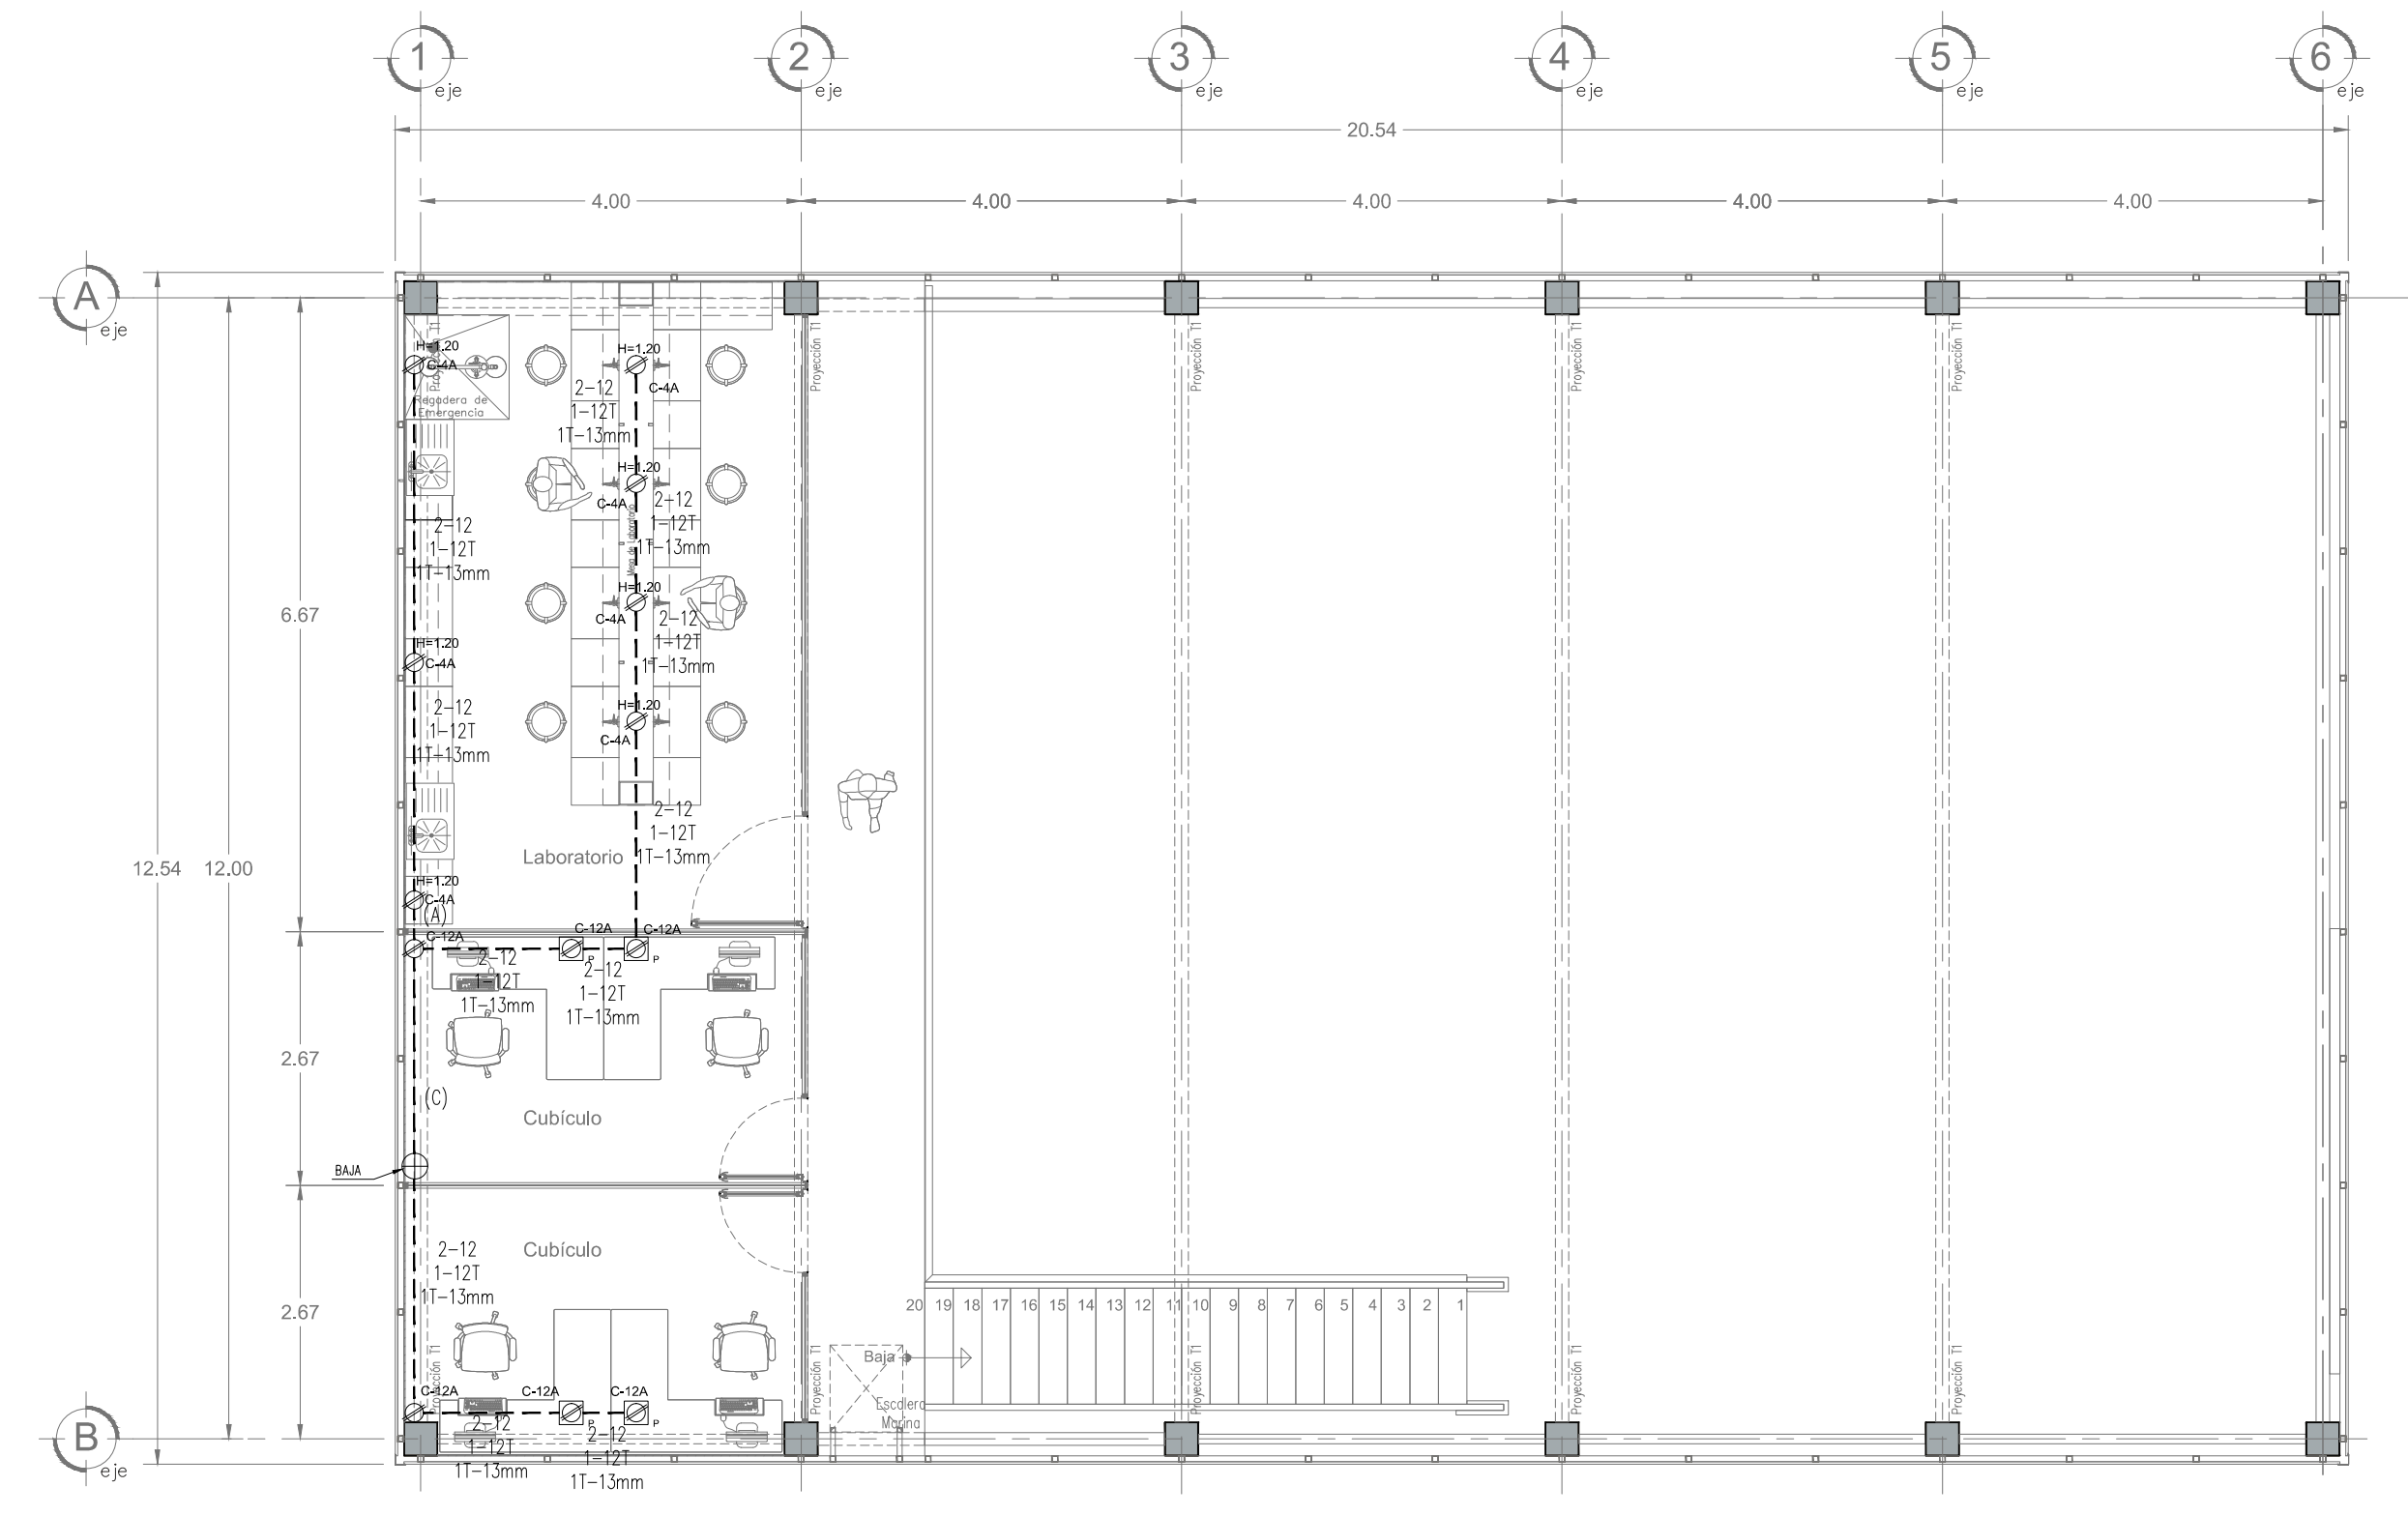 1 2 3 4 5 6
eje eje eje eje eje eje
20.54
4.00 4.00 4.00 4.00 4.00
A
eje
B
eje
12.54
12.00
6.67
2.67
2.67
Proyección T1
Proyección T1
Proyección T1
Proyección T1
Proyección T1
H=1.20
C-4A
Regadera de
Emergencia
H=1.20
C-4A
2-12
1-12T
1T-13mm
H=1.20
C-4A
2-12
1-12T
1T-13mm
Mesa de Laboratorio
2-12
1-12T
1T-13mm
H=1.20
C-4A
2-12
1-12T
1T-13mm
H=1.20
C-4A
2-12
1-12T
1T-13mm
H=1.20
C-4A
2-12
1-12T
1T-13mm
Laboratorio
H=1.20
C-4A
(A)
C-12A
C-12A
C-12A
P
P
2-12
1-12T
1T-13mm
2-12
1-12T
1T-13mm
(C)
Cubículo
BAJA
Cubículo
2-12
1-12T
1T-13mm
20 19 18 17 16 15 14 13 12 11 10 9 8 7 6 5 4 3 2 1
Baja
Escalera
Marina
Proyección T1
Proyección T1
Proyección T1
Proyección T1
Proyección T1
C-12A
C-12A
C-12A
P
P
2-12
1-12T
1T-13mm
2-12
1-12T
1T-13mm